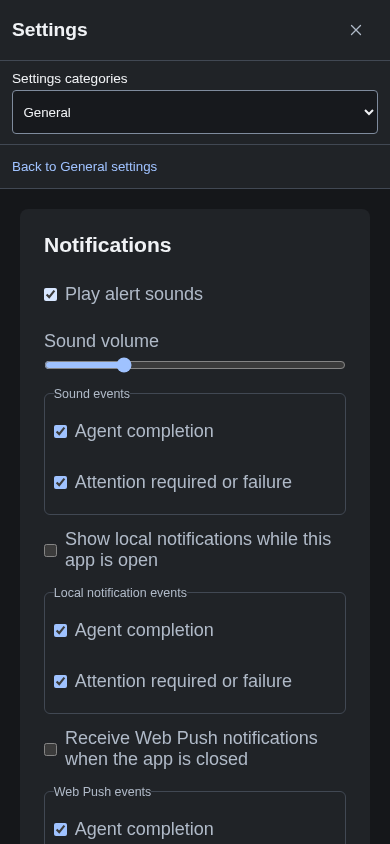 Settings
Settings categories
General
Back to General settings
Notifications
Play alert sounds
Sound volume
Sound events
Agent completion
Attention required or failure
Show local notifications while this
app is open
Local notification events
Agent completion
Attention required or failure
Receive Web Push notifications
when the app is closed
Web Push events
Agent completion